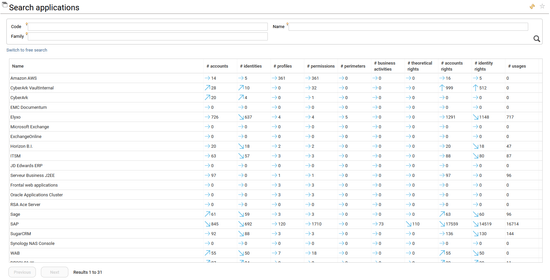 Search applications
Code
Name
Family
Switch to free search
Name # accounts # identities # profiles # permissions # perimeters # business activities # theoretical rights # accounts rights # identity rights # usages
Amazon AWS 14 5 361 361 0 0 0 16 6 0
CyberArk VaultInternal 28 10 0 32 0 0 0 999 512 0
CyberArk 20 4 0 1 0 0 0 0 0 0
EMC Documentum 0 0 0 0 0 0 0 0 0 0
Elyxo 726 637 4 4 5 0 0 1291 1148 717
Microsoft Exchange 0 0 0 0 0 0 0 0 0 0
ExchangeOnline 0 0 0 0 0 0 0 0 0 0
Horizon B.I. 20 18 2 2 0 0 0 20 18 47
ITSM 63 57 3 3 0 0 0 88 80 87
JD Edwards ERP 0 0 0 0 0 0 0 0 0 0
Serveur Business J2EE 97 0 1 1 0 0 0 97 0 96
Frontal web applications 0 0 3 3 0 0 0 0 0 0
Oracle Applications Cluster 0 0 3 3 0 0 0 0 0 0
RSA Ace Server 0 0 0 0 0 0 0 0 0 0
Sage 61 59 3 3 0 0 0 63 60 96
SAP 845 692 120 1710 0 73 110 17539 14519 16714
SugarCRM 92 88 3 3 0 0 0 136 130 144
Synology NAS Console 0 0 0 0 0 0 0 0 0 0
WAB 55 50 7 18 0 0 0 55 50 0
Previous Next Results 1 to 31